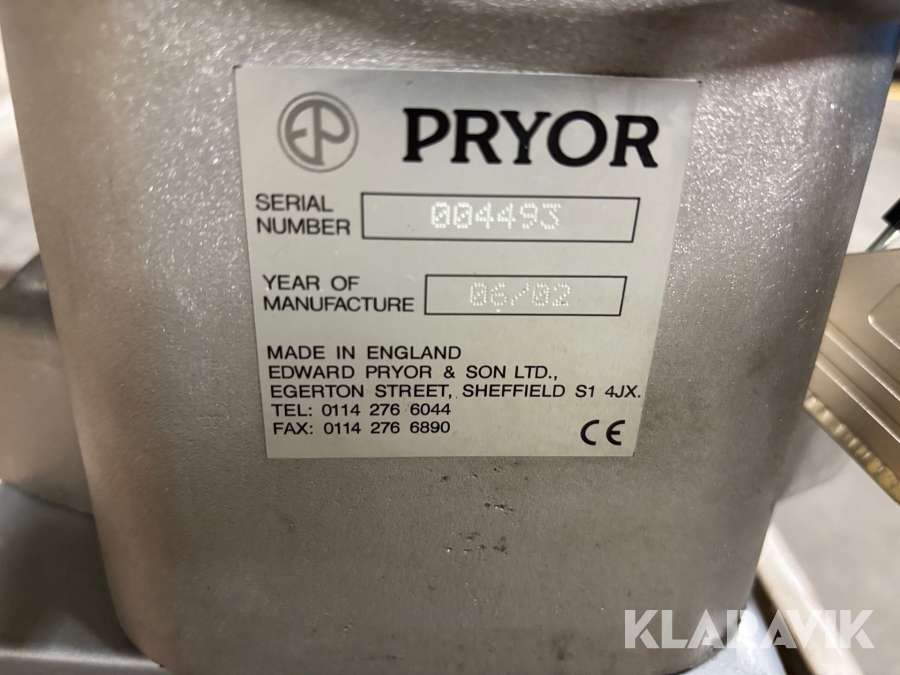 EP PRYOR
SERIAL
NUMBER 004493
YEAR OF
MANUFACTURE 06/02
MADE IN ENGLAND
EDWARD PRYOR & SON LTD.,
EGERTON STREET, SHEFFIELD S1 4JX.
TEL: 0114 276 6044
FAX: 0114 276 6890
CE
KLARAVIK